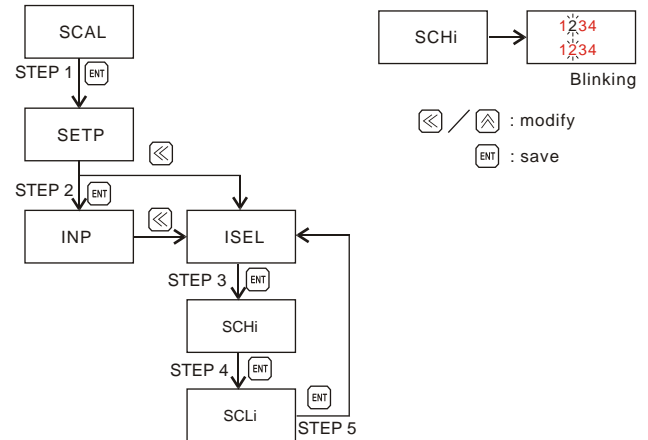 SCAL
STEP 1 ENT
SETP
STEP 2 ENT
INP
ISEL
STEP 3 ENT
SCHi
STEP 4 ENT
SCLi
ENT
STEP 5
SCHi
1234
1234
Blinking
: modify
ENT : save